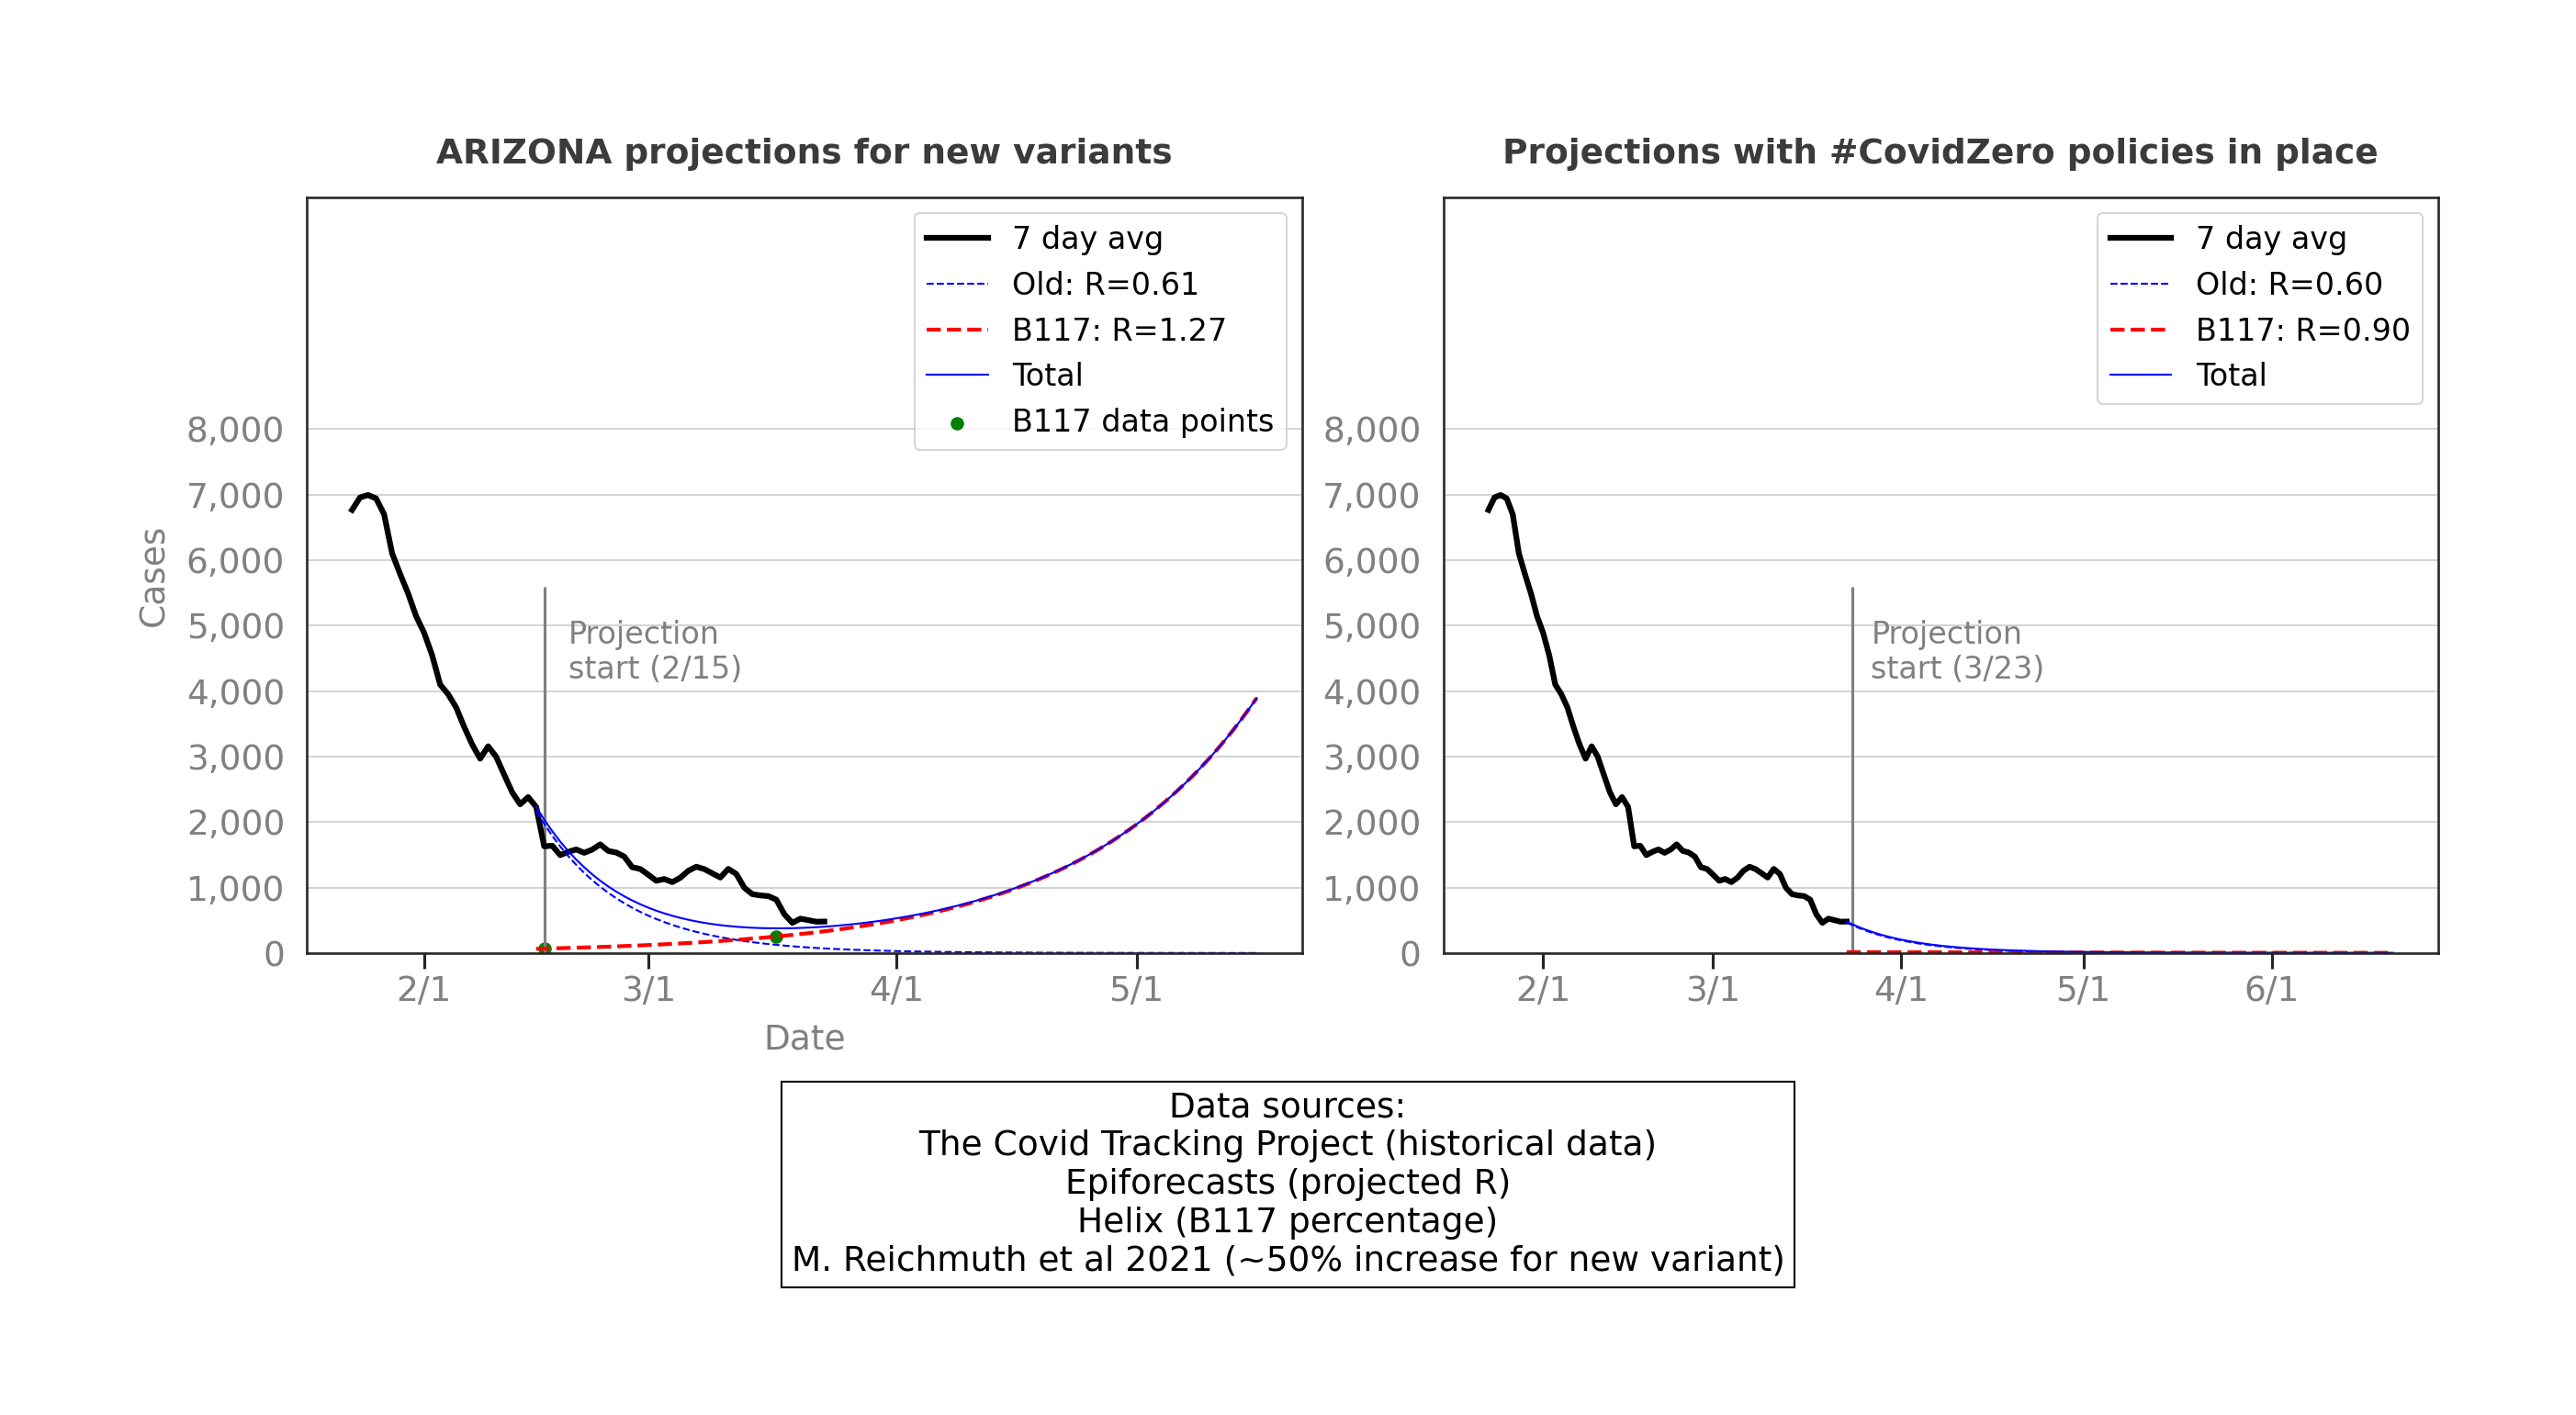 ARIZONA projections for new variants
7 day avg
Old: R=0.61
B117: R=1.27
Total
B117 data points
8,000
7,000
6,000
5,000
4,000
3,000
2,000
1,000
0
Cases
Projection
start (2/15)
2/1
3/1
4/1
5/1
Date
Projections with #CovidZero policies in place
7 day avg
Old: R=0.60
B117: R=0.90
Total
8,000
7,000
6,000
5,000
4,000
3,000
2,000
1,000
0
Projection
start (3/23)
2/1
3/1
4/1
5/1
6/1
Data sources:
The Covid Tracking Project (historical data)
Epiforecasts (projected R)
Helix (B117 percentage)
M. Reichmuth et al 2021 (~50% increase for new variant)